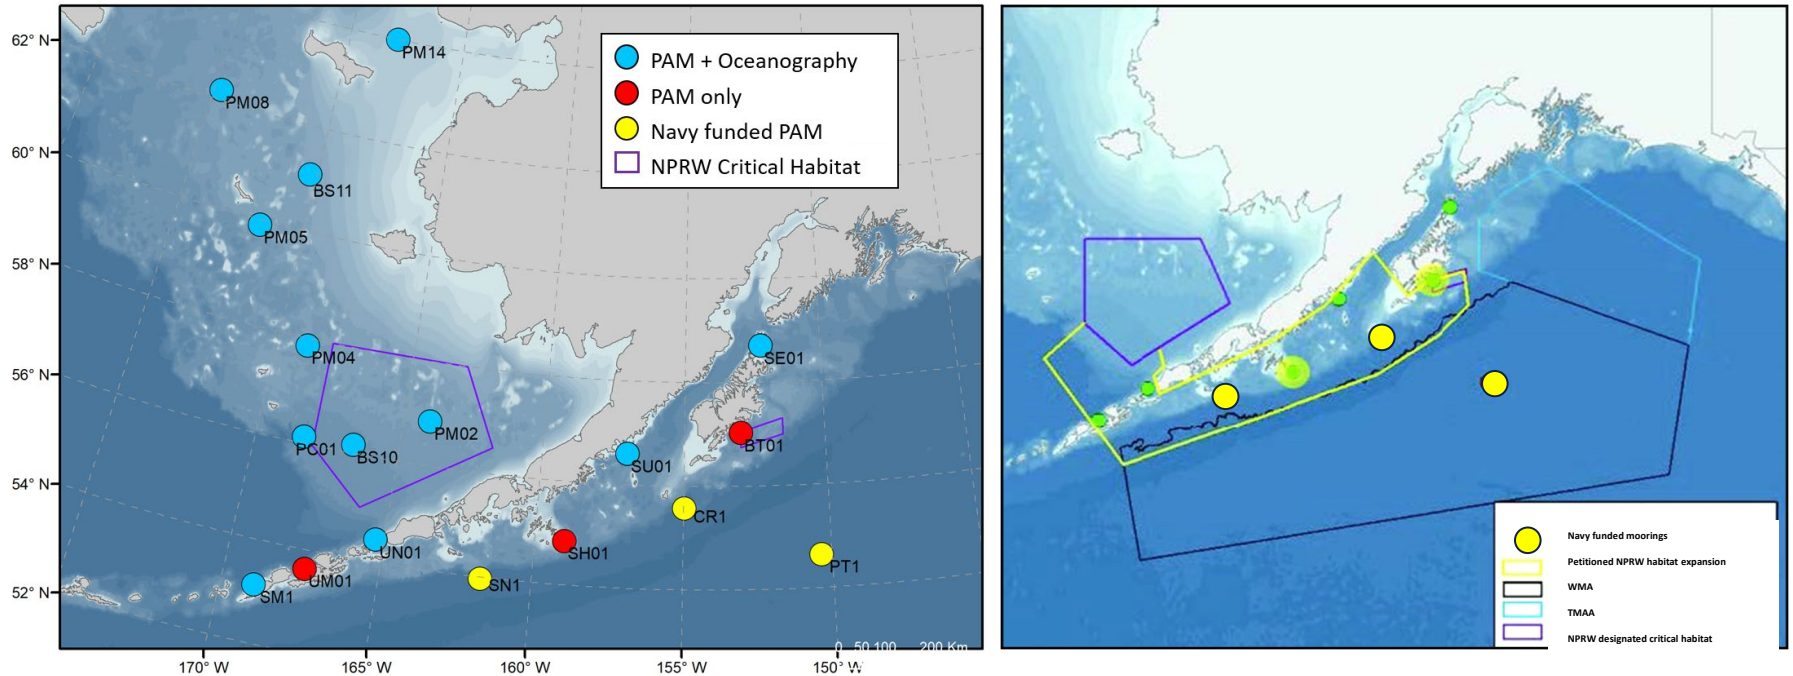 62° N
60° N
58° N
56° N
54° N
52° N
170° W
165° W
160° W
155° W
150° W
PM14
PM08
BS11
PM05
PM04
PM02
PC01
BS10
SE01
BT01
SU01
CR1
UN01
SH01
PT1
UM01
SN1
SM1
0 50 100 200 Km
PAM + Oceanography
PAM only
Navy funded PAM
NPRW Critical Habitat
Navy funded moorings
Petitioned NPRW habitat expansion
WMA
TMAA
NPRW designated critical habitat